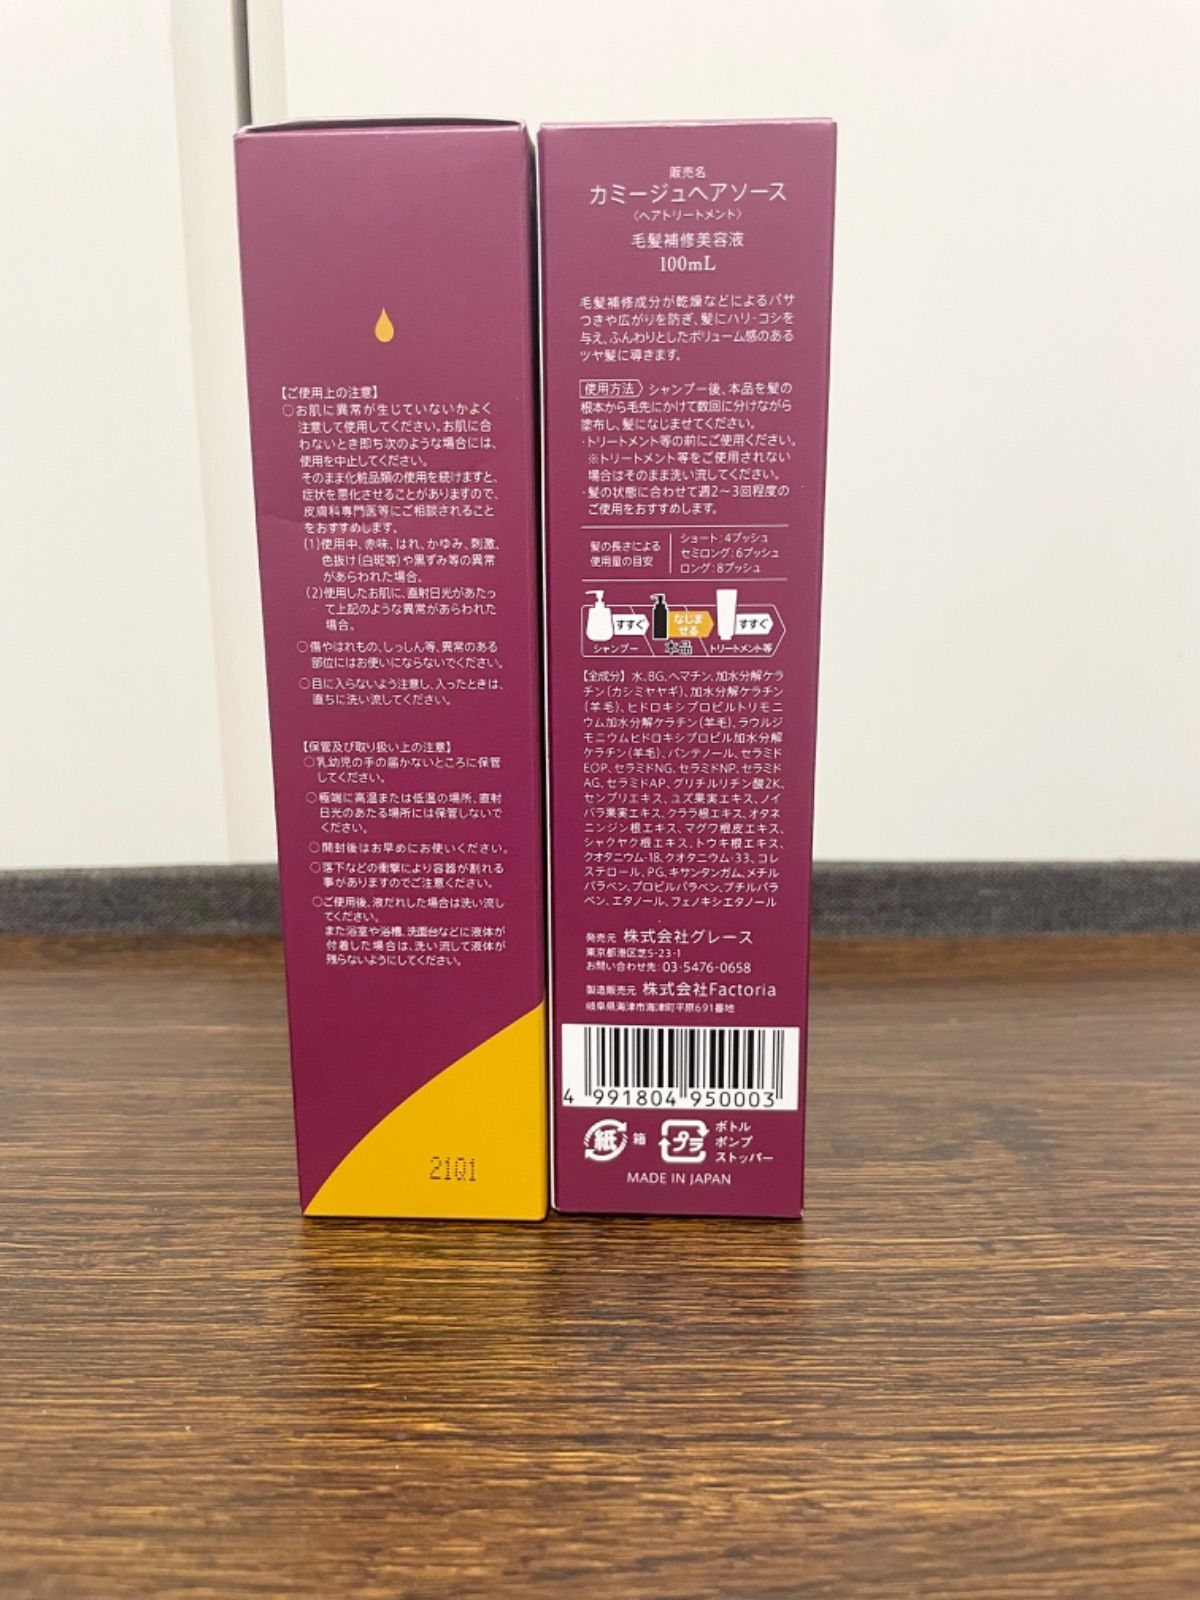 【ご使用上の注意】
○お肌に異常が生じていないかよく
注意して使用してください。お肌に合
わないとき即ち次のような場合には、
使用を中止してください。
そのまま化粧品類の使用を続けますと、
症状を悪化させることがありますので、
皮膚科専門医等にご相談されること
をおすすめします。
(1)使用中、赤味、はれ、かゆみ、刺激、
色抜け(白斑等)や黒ずみ等の異常
があらわれた場合。
(2)使用したお肌に、直射日光があたっ
て上記のような異常があらわれた
場合。
○傷やはれもの、しっしん等、異常のある
部位にはお使いにならないでください。
○目に入らないよう注意し、入ったときは、
直ちに洗い流してください。
【保管及び取り扱い上の注意】
○乳幼児の手の届かないところに保管
してください。
○極端に高温または低温の場所、直射
日光のあたる場所には保管しないで
ください。
○開封後はお早めにお使いください。
○落下などの衝撃により容器が割れる
事がありますのでご注意ください。
○ご使用後、液だれした場合は洗い流し
てください。
また浴室や浴槽、洗面台などに液体が
付着した場合は、洗い流して液体が
残らないようにしてください。
21Q1
販売名
カミージュヘアソース
〈ヘアトリートメント〉
毛髪補修美容液
100mL
毛髪補修成分が乾燥などによるパサ
つきや広がりを防ぎ、髪にハリ・コシを
与え、ふんわりとしたボリューム感のある
ツヤ髪に導きます。
使用方法 シャンプー後、本品を髪の
根本から毛先にかけて数回に分けながら
塗布し、髪になじませてください。
・トリートメント等の前にご使用ください。
※トリートメント等をご使用されない
場合はそのまま洗い流してください。
・髪の状態に合わせて週2～3回程度の
ご使用をおすすめします。
髪の長さによる
使用量の目安
ショート:4プッシュ
セミロング:6プッシュ
ロング:8プッシュ
すすぐ なじませる すすぐ
シャンプー 本品 トリートメント等
【全成分】水、BG、ヘマチン、加水分解ケラ
チン(カシミヤヤギ)、加水分解ケラチン
(羊毛)、ヒドロキシプロピルトリモニ
ウム加水分解ケラチン(羊毛)、ラウルジ
モニウムヒドロキシプロピル加水分解
ケラチン(羊毛)、パンテノール、セラミド
EOP、セラミドNG、セラミドNP、セラミド
AG、セラミドAP、グリチルリチン酸2K、
センブリエキス、ユズ果実エキス、ノイ
バラ果実エキス、クララ根エキス、オタネ
ニンジン根エキス、マグワ根皮エキス、
シャクヤク根エキス、トウキ根エキス、
クオタニウム-18、クオタニウム-33、コレ
ステロール、PG、キサンタンガム、メチル
パラベン、プロピルパラベン、ブチルパラ
ベン、エタノール、フェノキシエタノール
発売元 株式会社グレース
東京都港区芝5-23-1
お問い合わせ先:03-5476-0658
製造販売元 株式会社Factoria
岐阜県海津市海津町平原691番地
4 991804 950003
紙 箱 プラ ボトル
ポンプ
ストッパー
MADE IN JAPAN